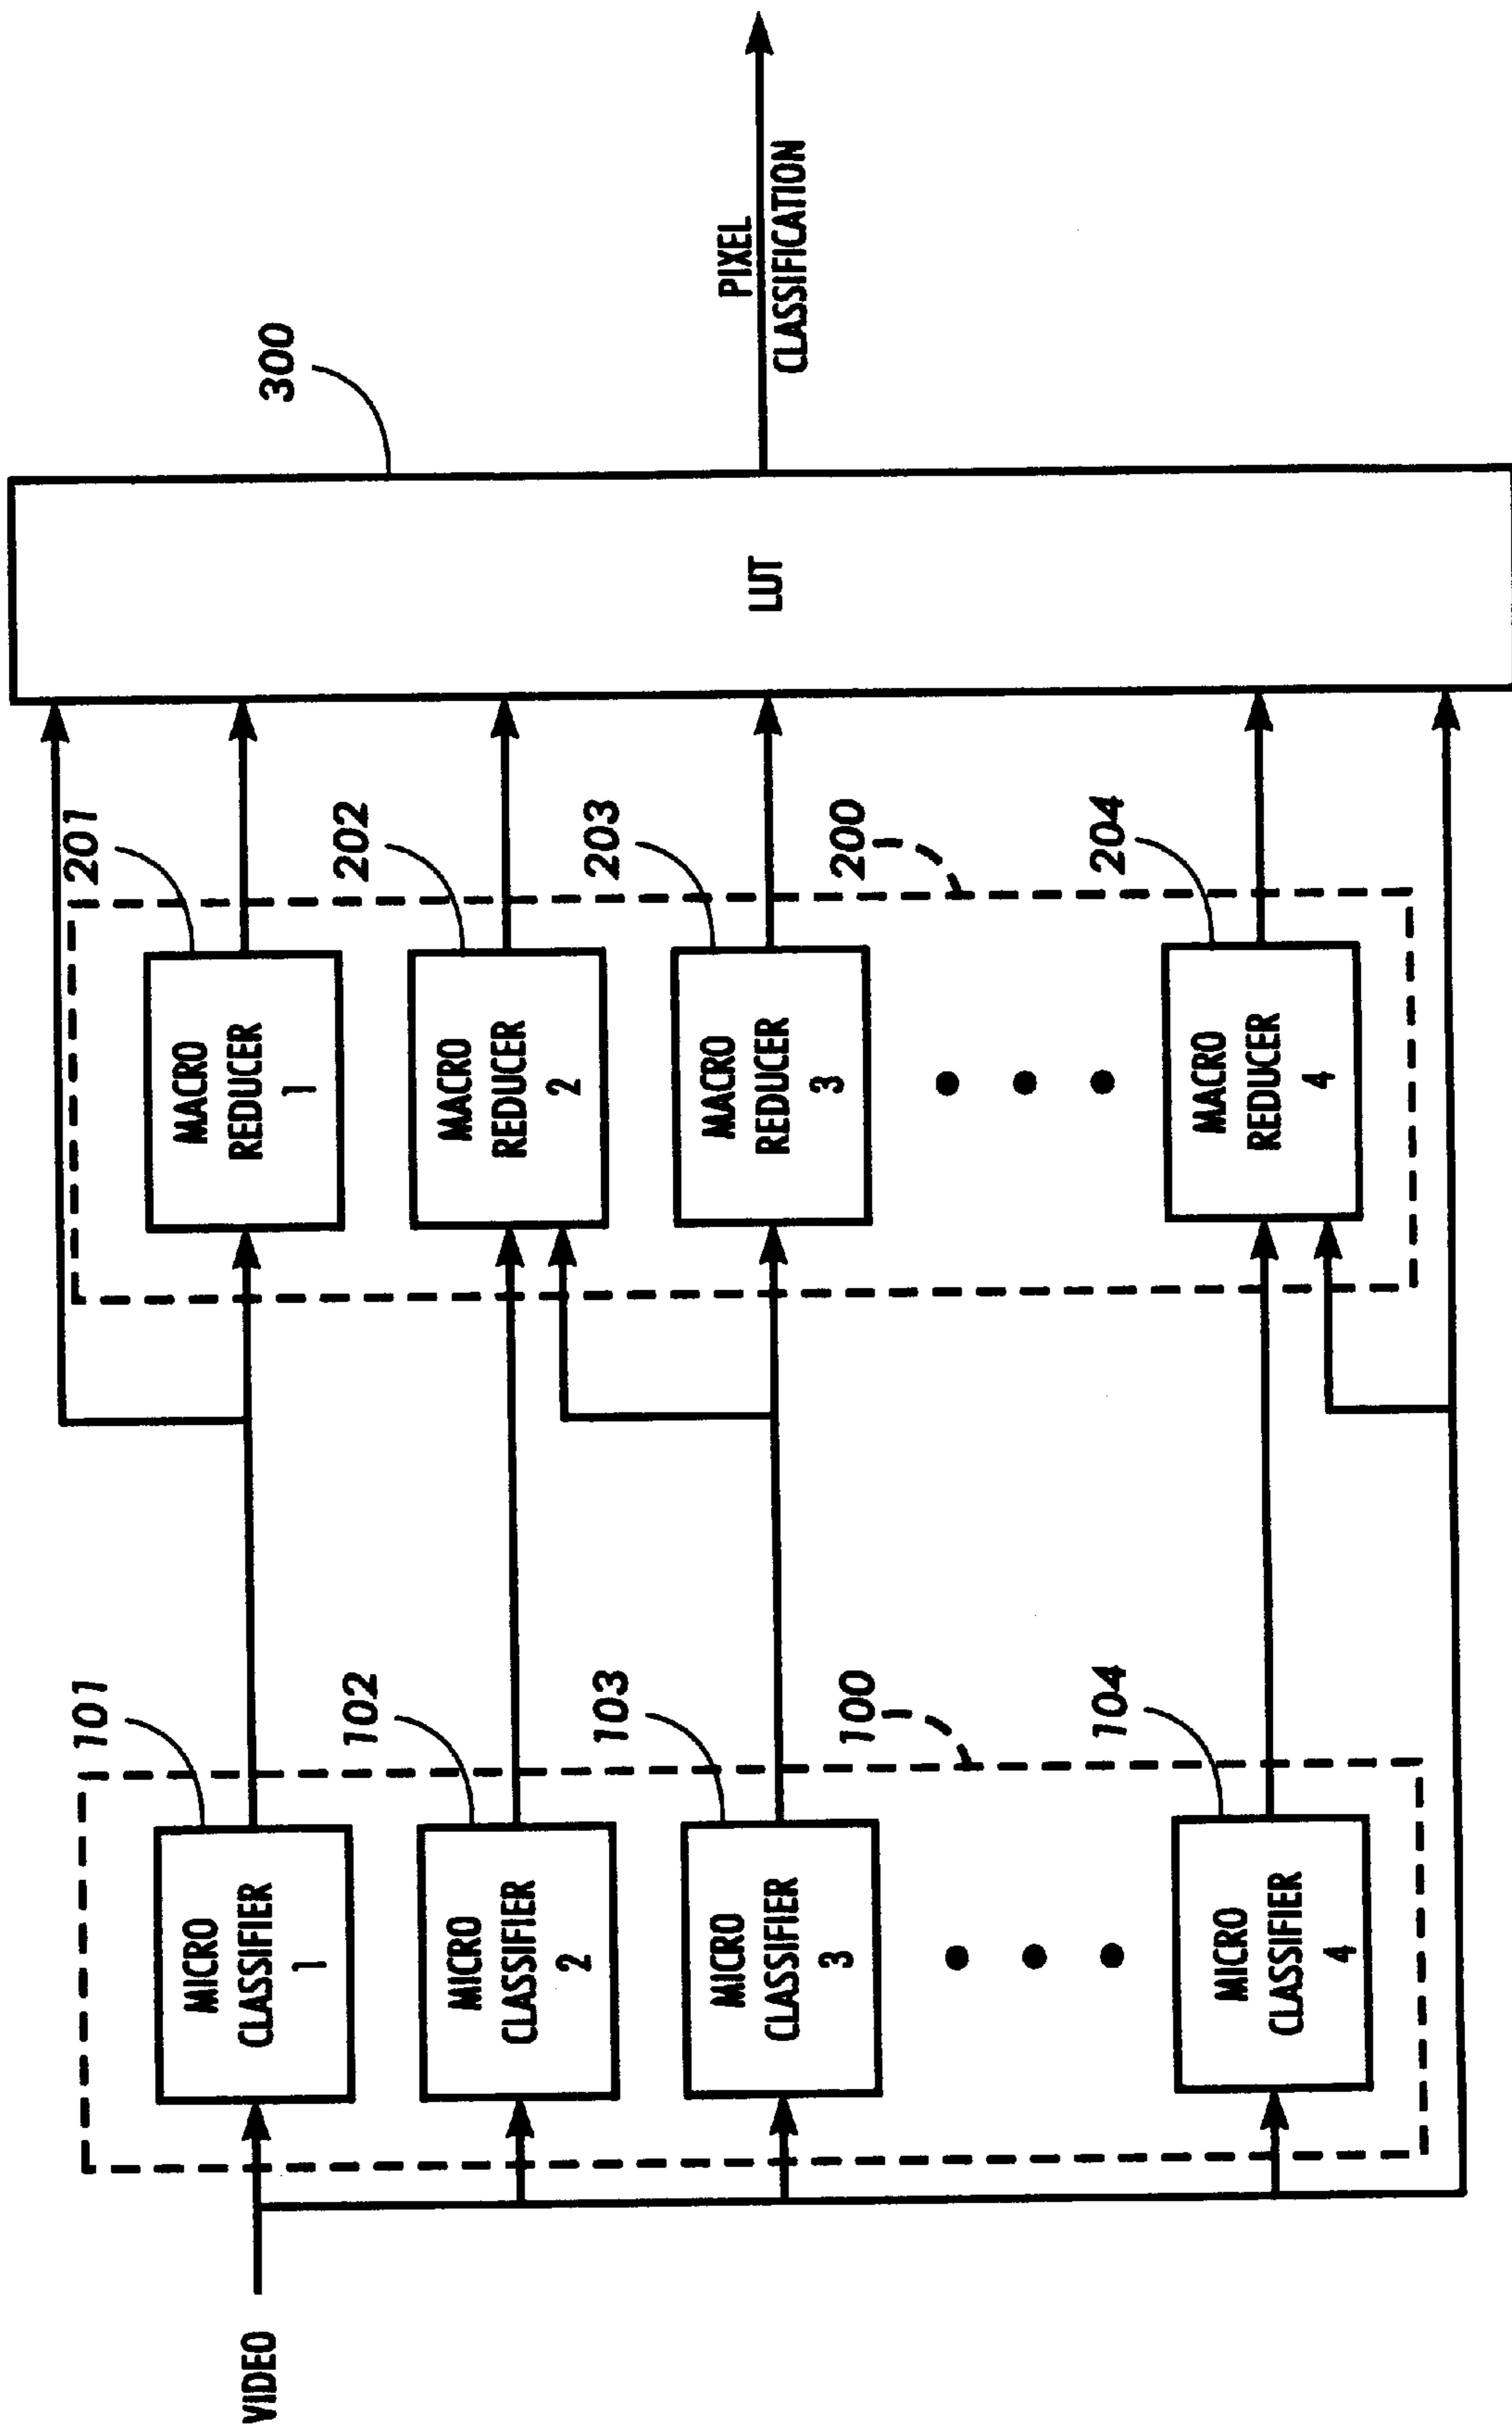 VIDEO
101
MICRO
CLASSIFIER
1
102
MICRO
CLASSIFIER
2
103
MICRO
CLASSIFIER
3
100
104
MICRO
CLASSIFIER
4
201
MACRO
REDUCER
1
202
MACRO
REDUCER
2
203
MACRO
REDUCER
3
200
204
MACRO
REDUCER
4
300
LUT
PIXEL
CLASSIFICATION